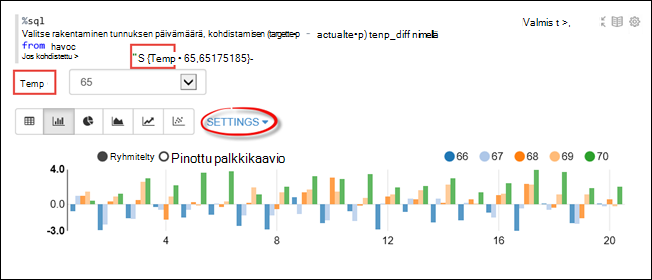 %sql
Valitse rakentaminen tunnuksen päivämäärä, kohdistamisen (targette•p - actualte•p) tenp_diff nimellä
Valmis t >,
from havoc
Jos kohdistettu > "S {Temp • 65,65175185}-
Temp 65
SETTINGS
Ryhmitelty Pinottu palkkikaavio 66 67 68 69 70
4.0
0.0
-3.0
4 8 12 16 20